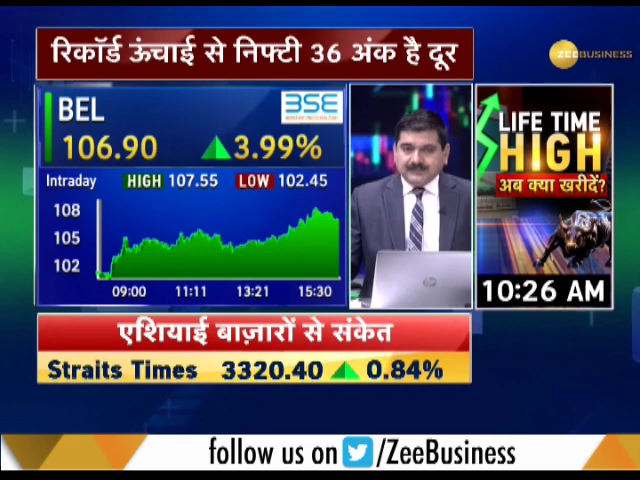 रिकॉर्ड ऊंचाई से निफ्टी 36 अंक है दूर
ZEEBUSINESS
BEL
BSE
106.90 3.99%
Intraday HIGH 107.55 LOW 102.45
108
105
102
09:00 11:11 13:21 15:30
LIFE TIME
HIGH
अब क्या खरीदें?
10:26 AM
एशियाई बाज़ारों से संकेत
Straits Times 3320.40 0.84%
follow us on /ZeeBusiness